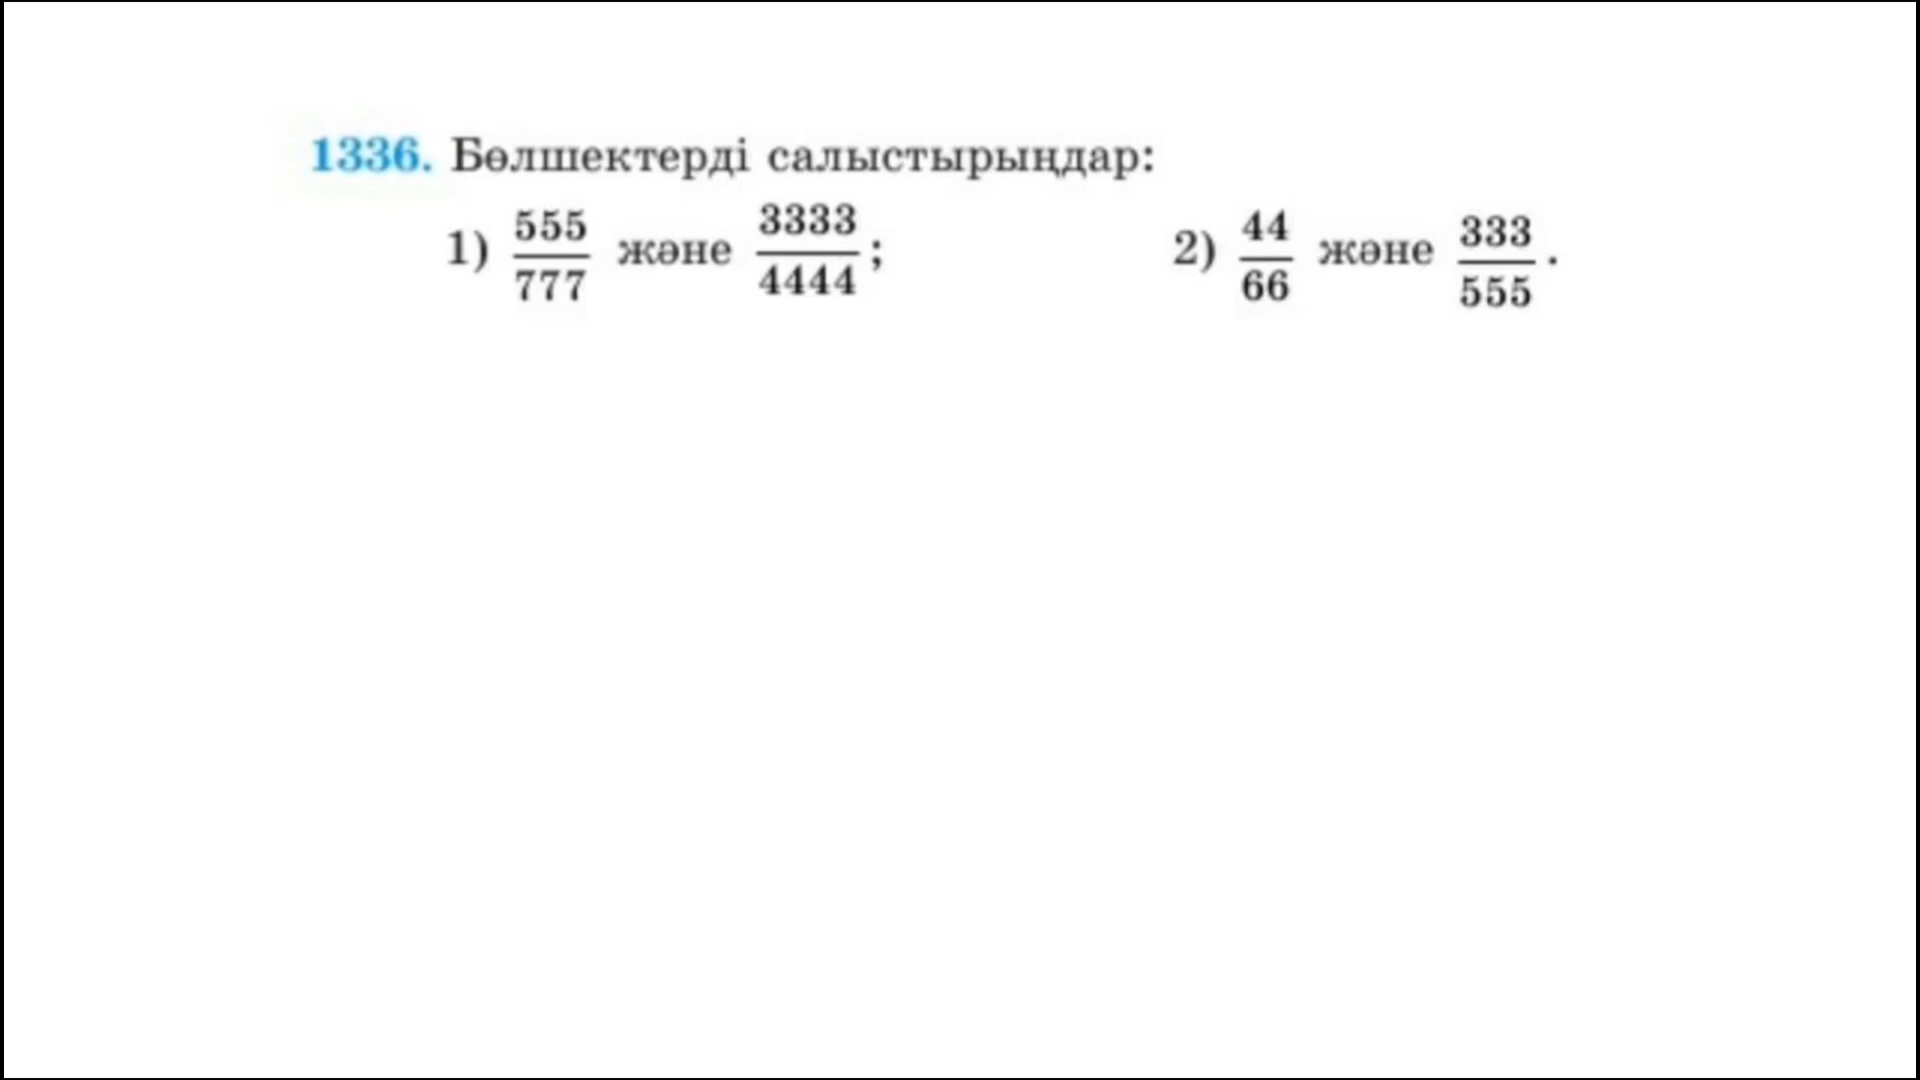 1336. Бөлшектерді салыстырыңдар:
1) 555/777 және 3333/4444; 2) 44/66 және 333/555.